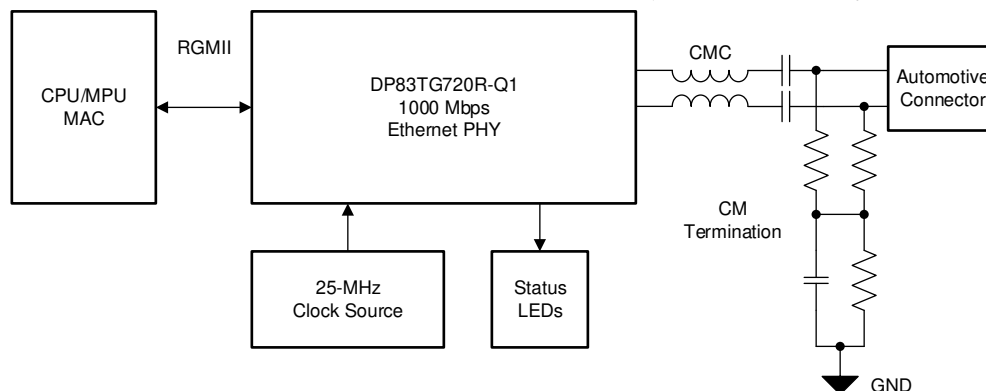 RGMII
CPU/MPU
MAC
DP83TG720R-Q1
1000 Mbps
Ethernet PHY
CMC
Automotive
Connector
CM
Termination
25-MHz
Clock Source
Status
LEDs
GND